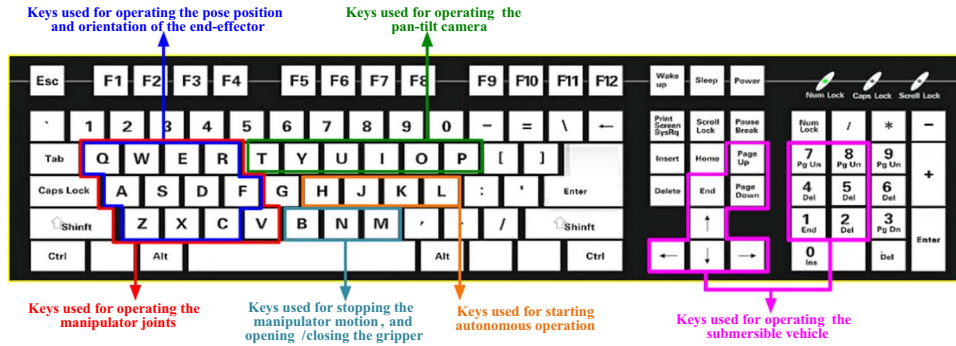 Keys used for operating the pose position
and orientation of the end-effector
Keys used for operating the
pan-tilt camera
Esc F1 F2 F3 F4 F5 F6 F7 F8 F9 F10 F11 F12 Wake up Sleep Power
Num Lock Caps Lock Scroll Lock
` 1 2 3 4 5 6 7 8 9 0 - = \ ← Print Screen SysRq Scroll Lock Pause Break Num Lock / * -
Tab Q W E R T Y U I O P [ ] Insert Home Page Up 7 Pg Un 8 Pg Un 9 Pg Un +
Caps Lock A S D F G H J K L : ' Enter Delete End Page Down 4 Del 5 Del 6 Del
Shinft Z X C V B N M , . / Shinft ↑ 1 End 2 Del 3 Pg Dn Enter
Ctrl Alt Alt Ctrl ← ↓ → 0 Ins . Del
Keys used for operating the
manipulator joints
Keys used for stopping the
manipulator motion, and
opening /closing the gripper
Keys used for starting
autonomous operation
Keys used for operating the
submersible vehicle